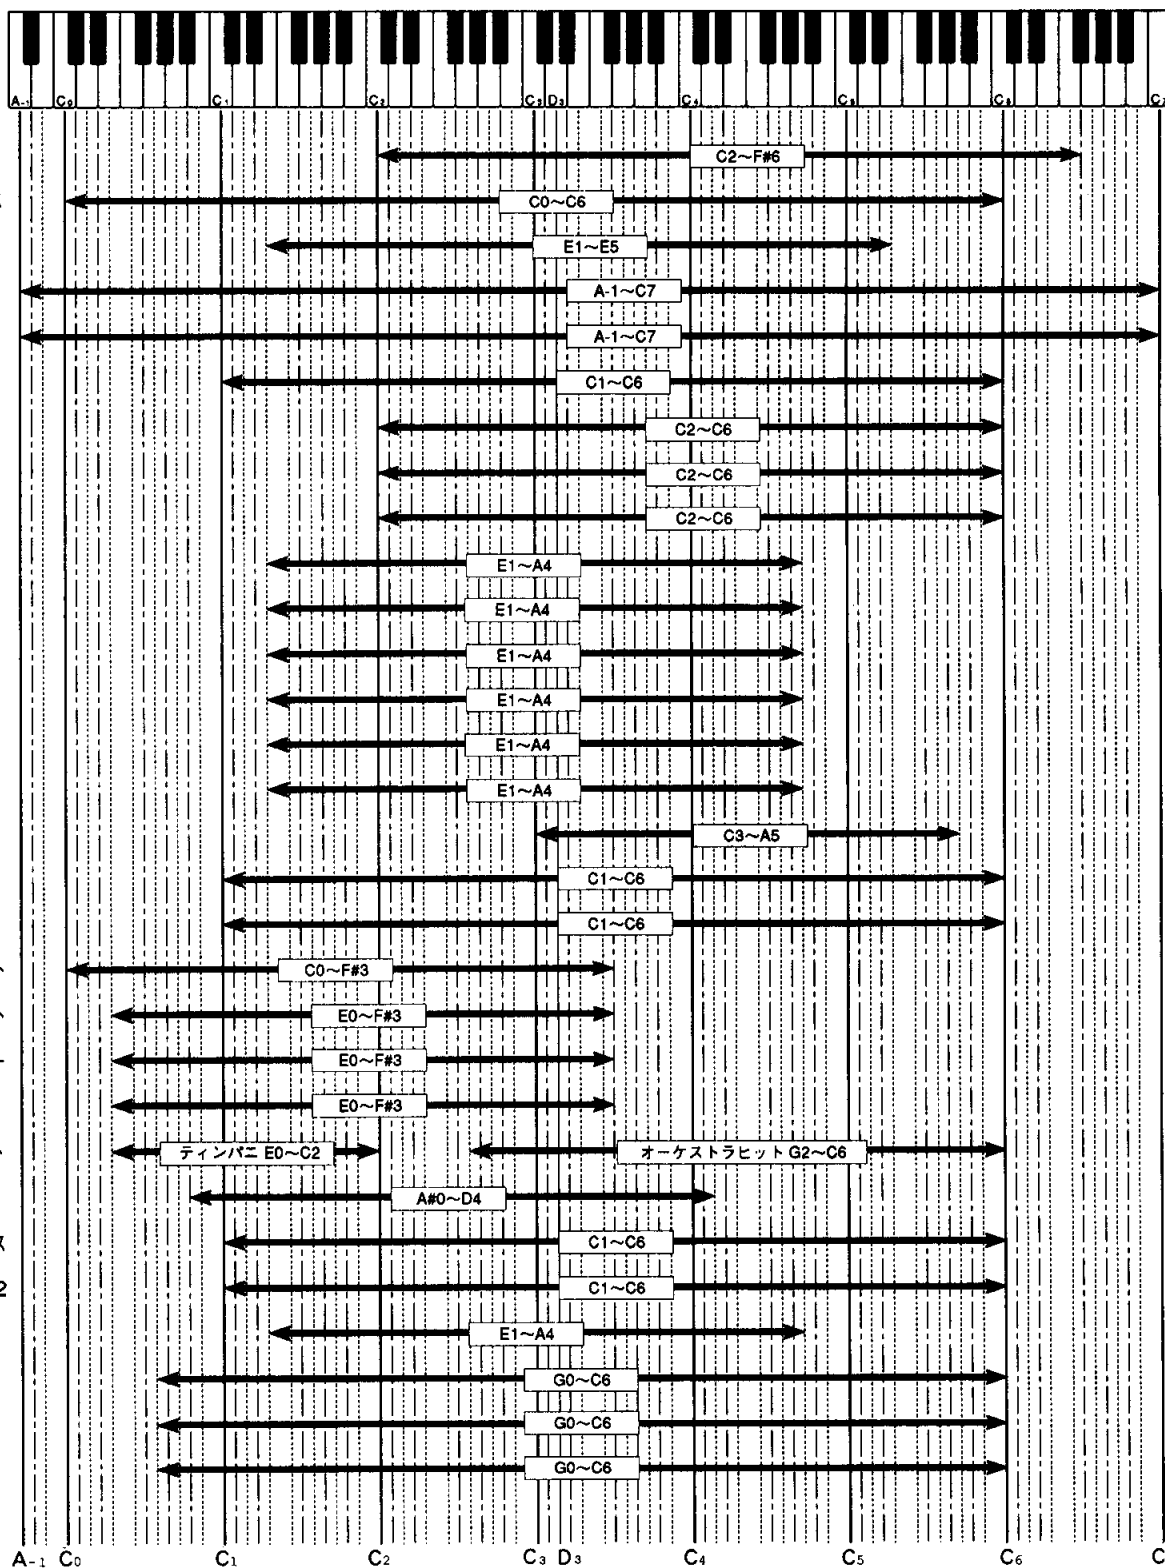 A-1 C0 C1 C2 C3 D3 C4 C5 C6 C7
C2～F#6
C0～C6
E1～E5
A-1～C7
A-1～C7
C1～C6
C2～C6
C2～C6
C2～C6
E1～A4
E1～A4
E1～A4
E1～A4
E1～A4
E1～A4
C3～A5
C1～C6
C1～C6
C0～F#3
E0～F#3
E0～F#3
E0～F#3
ティンパニ E0～C2 オーケストラヒット G2～C6
A#0～D4
C1～C6
2 C1～C6
E1～A4
G0～C6
G0～C6
G0～C6
A-1 C0 C1 C2 C3 D3 C4 C5 C6 C